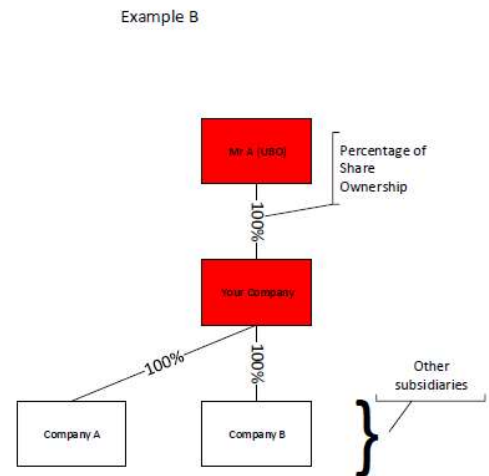 Example B
Mr A (UBO)
Percentage of
Share
Ownership
100%
Your Company
100%
100%
Other
subsidiaries
Company A
Company B